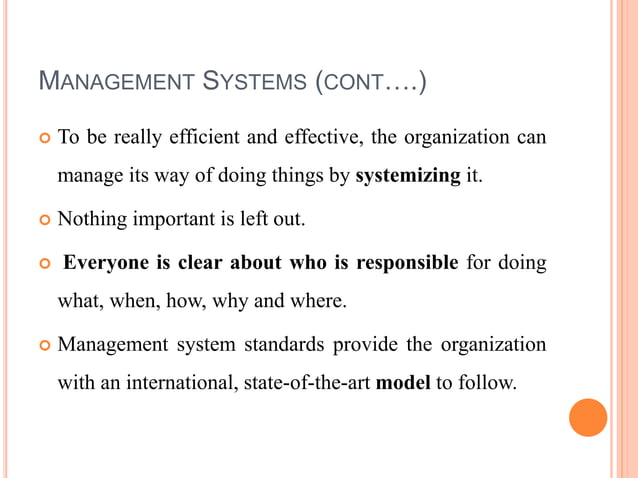 MANAGEMENT SYSTEMS (CONT….)
To be really efficient and effective, the organization can
manage its way of doing things by systemizing it.
Nothing important is left out.
Everyone is clear about who is responsible for doing
what, when, how, why and where.
Management system standards provide the organization
with an international, state-of-the-art model to follow.